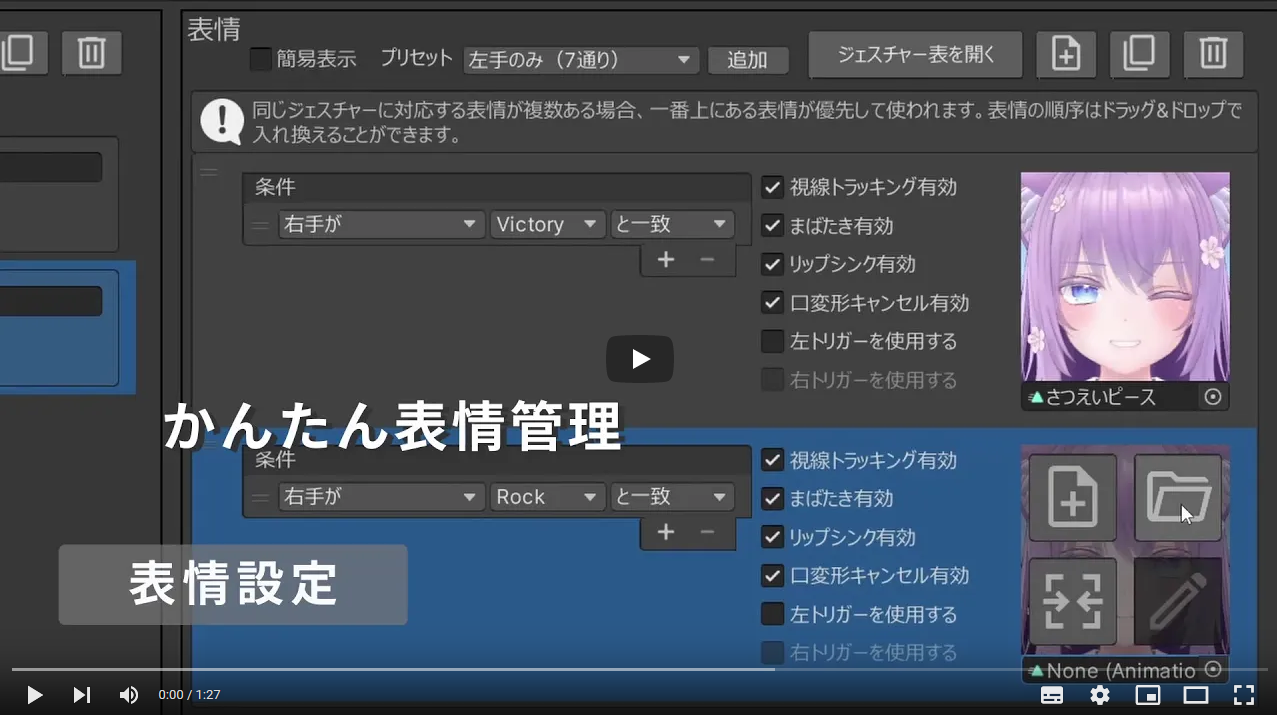 表情
簡易表示 プリセット 左手のみ（7通り） 追加 ジェスチャー表を開く
同じジェスチャーに対応する表情が複数ある場合、一番上にある表情が優先して使われます。表情の順序はドラッグ&ドロップで
入れ換えることができます。
条件
右手が Victory と一致
+ −
視線トラッキング有効
まばたき有効
リップシンク有効
口変形キャンセル有効
左トリガーを使用する
右トリガーを使用する
さつえいピース
かんたん表情管理
条件
右手が Rock と一致
+ −
視線トラッキング有効
まばたき有効
リップシンク有効
口変形キャンセル有効
左トリガーを使用する
右トリガーを使用する
None (Animatio
表情設定
0:00 / 1:27